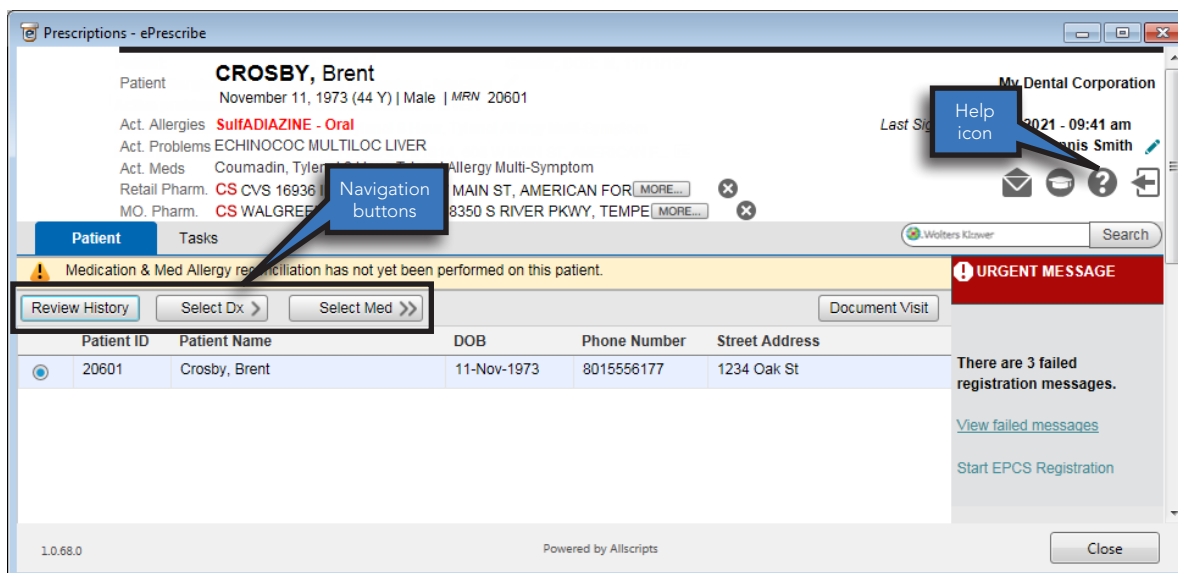 Prescriptions - ePrescribe
Patient CROSBY, Brent
November 11, 1973 (44 Y) | Male | MRN 20601
My Dental Corporation
Act. Allergies SulfADIAZINE - Oral
Last Sig 2021 - 09:41 am
Act. Problems ECHINOCOC MULTILOC LIVER
Smith
Help icon
Act. Meds Coumadin, Allergy Multi-Symptom
Retail Pharm. CS CVS 16936 MAIN ST, AMERICAN FOR MORE...
MO. Pharm. CS 8350 S RIVER PKWY, TEMPE MORE...
Navigation buttons
Patient Tasks
Wolters Kluwer Search
Medication & Med Allergy reconciliation has not yet been performed on this patient.
URGENT MESSAGE
Review History Select Dx Select Med Document Visit
Patient ID Patient Name DOB Phone Number Street Address
20601 Crosby, Brent 11-Nov-1973 8015556177 1234 Oak St
There are 3 failed
registration messages.
View failed messages
Start EPCS Registration
1.0.68.0 Powered by Allscripts Close